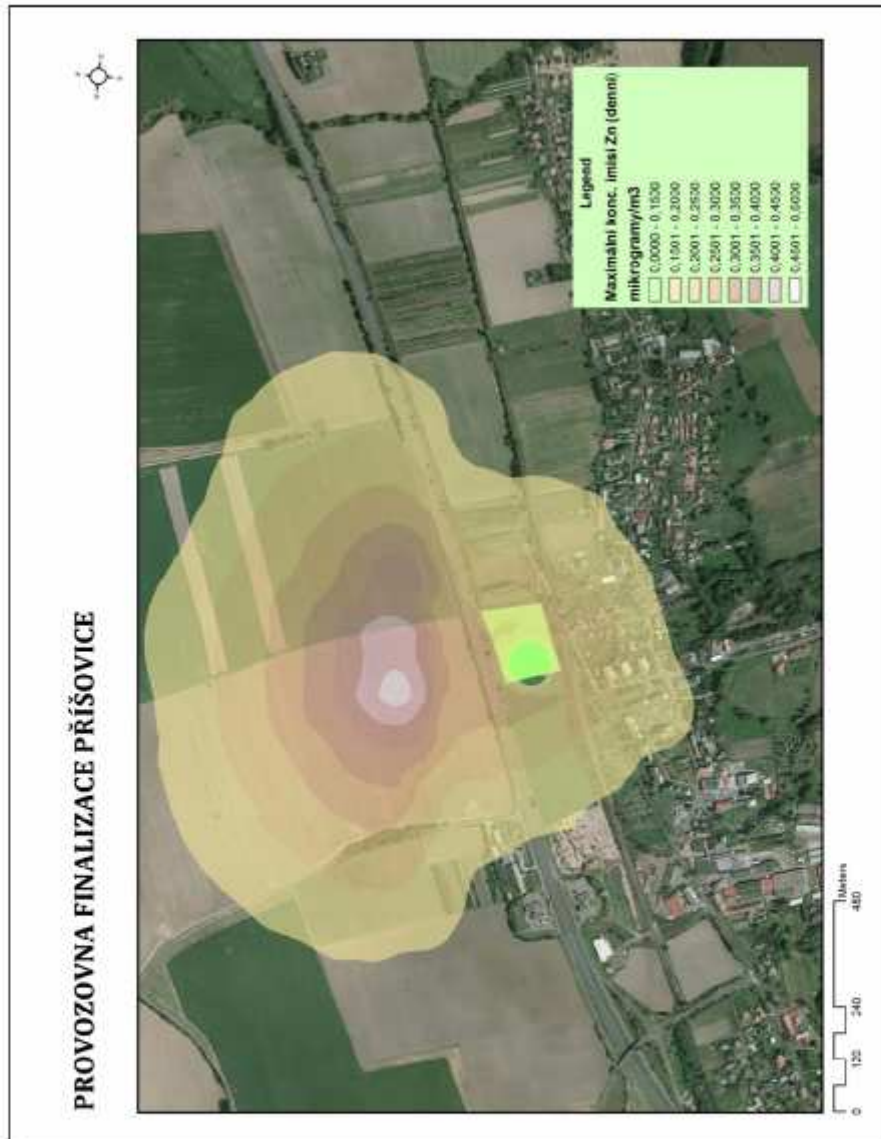 PROVOZOVNA FINALIZACE PŘÍŠOVICE
Legend
Maximální konc. imisí Zn (denní)
mikrogramy/m3
0,0000 - 0,1500
0,1501 - 0,2000
0,2001 - 0,2500
0,2501 - 0,3000
0,3001 - 0,3500
0,3501 - 0,4000
0,4001 - 0,4500
0,4501 - 0,5000
Meters
0 120 240 480